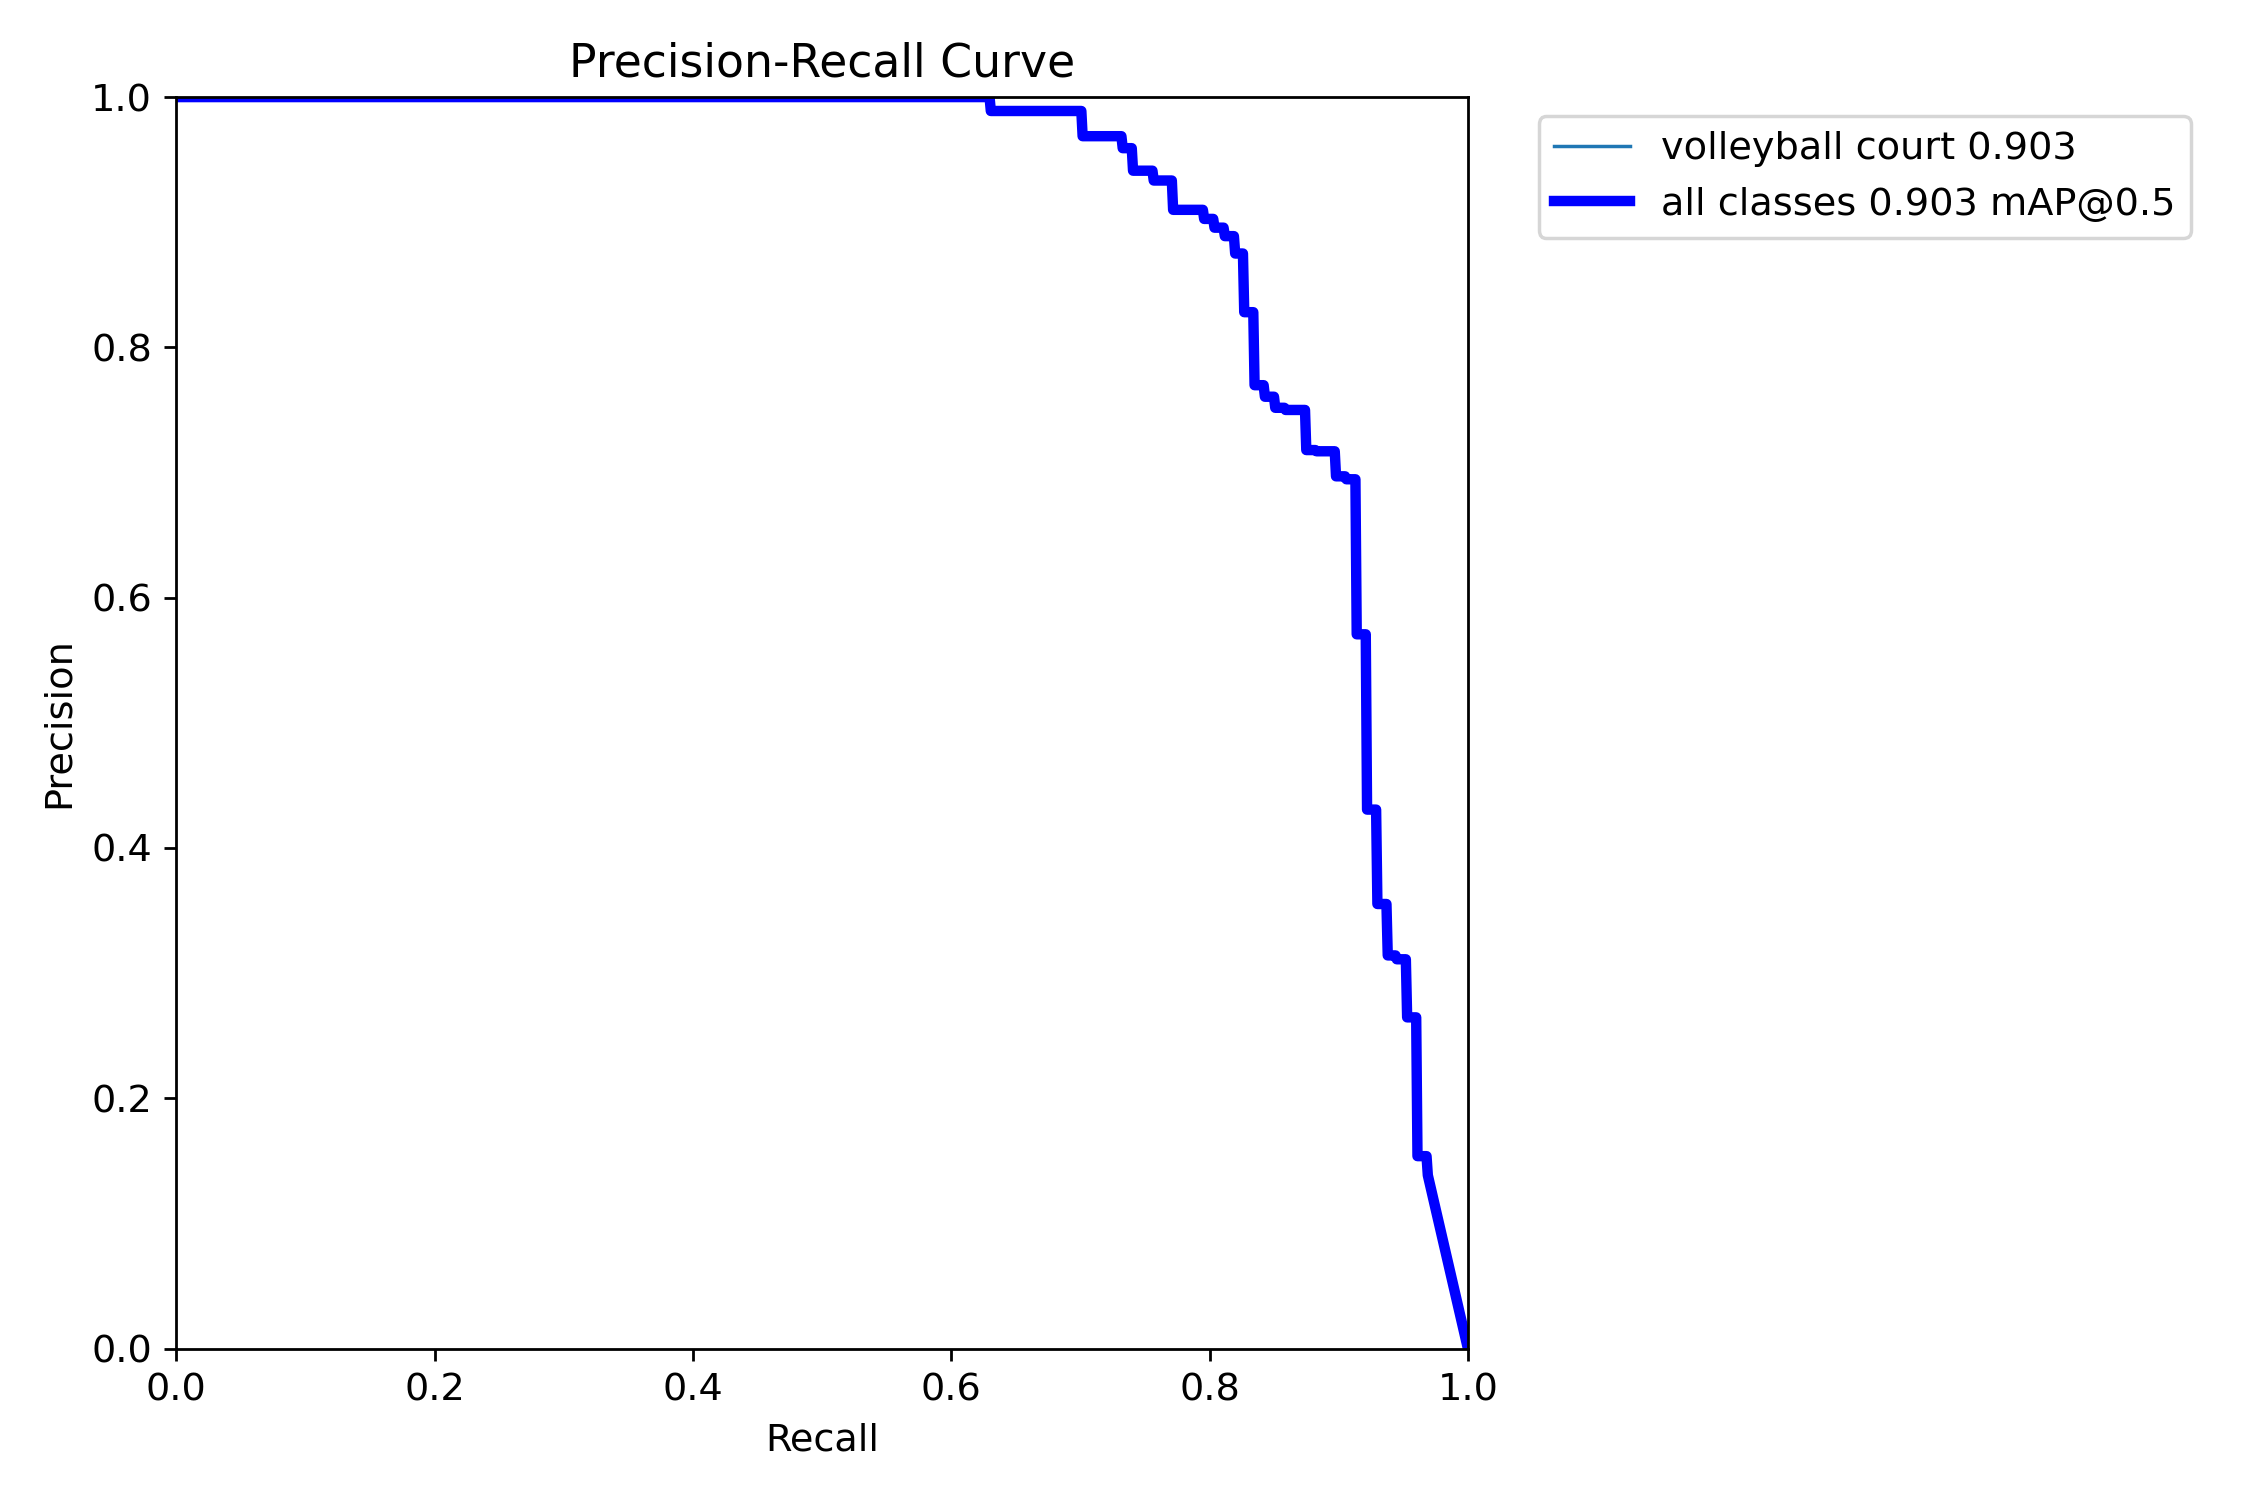 Precision-Recall Curve
1.0
0.8
0.6
0.4
0.2
0.0
Precision
0.0 0.2 0.4 0.6 0.8 1.0
Recall
volleyball court 0.903
all classes 0.903 mAP@0.5